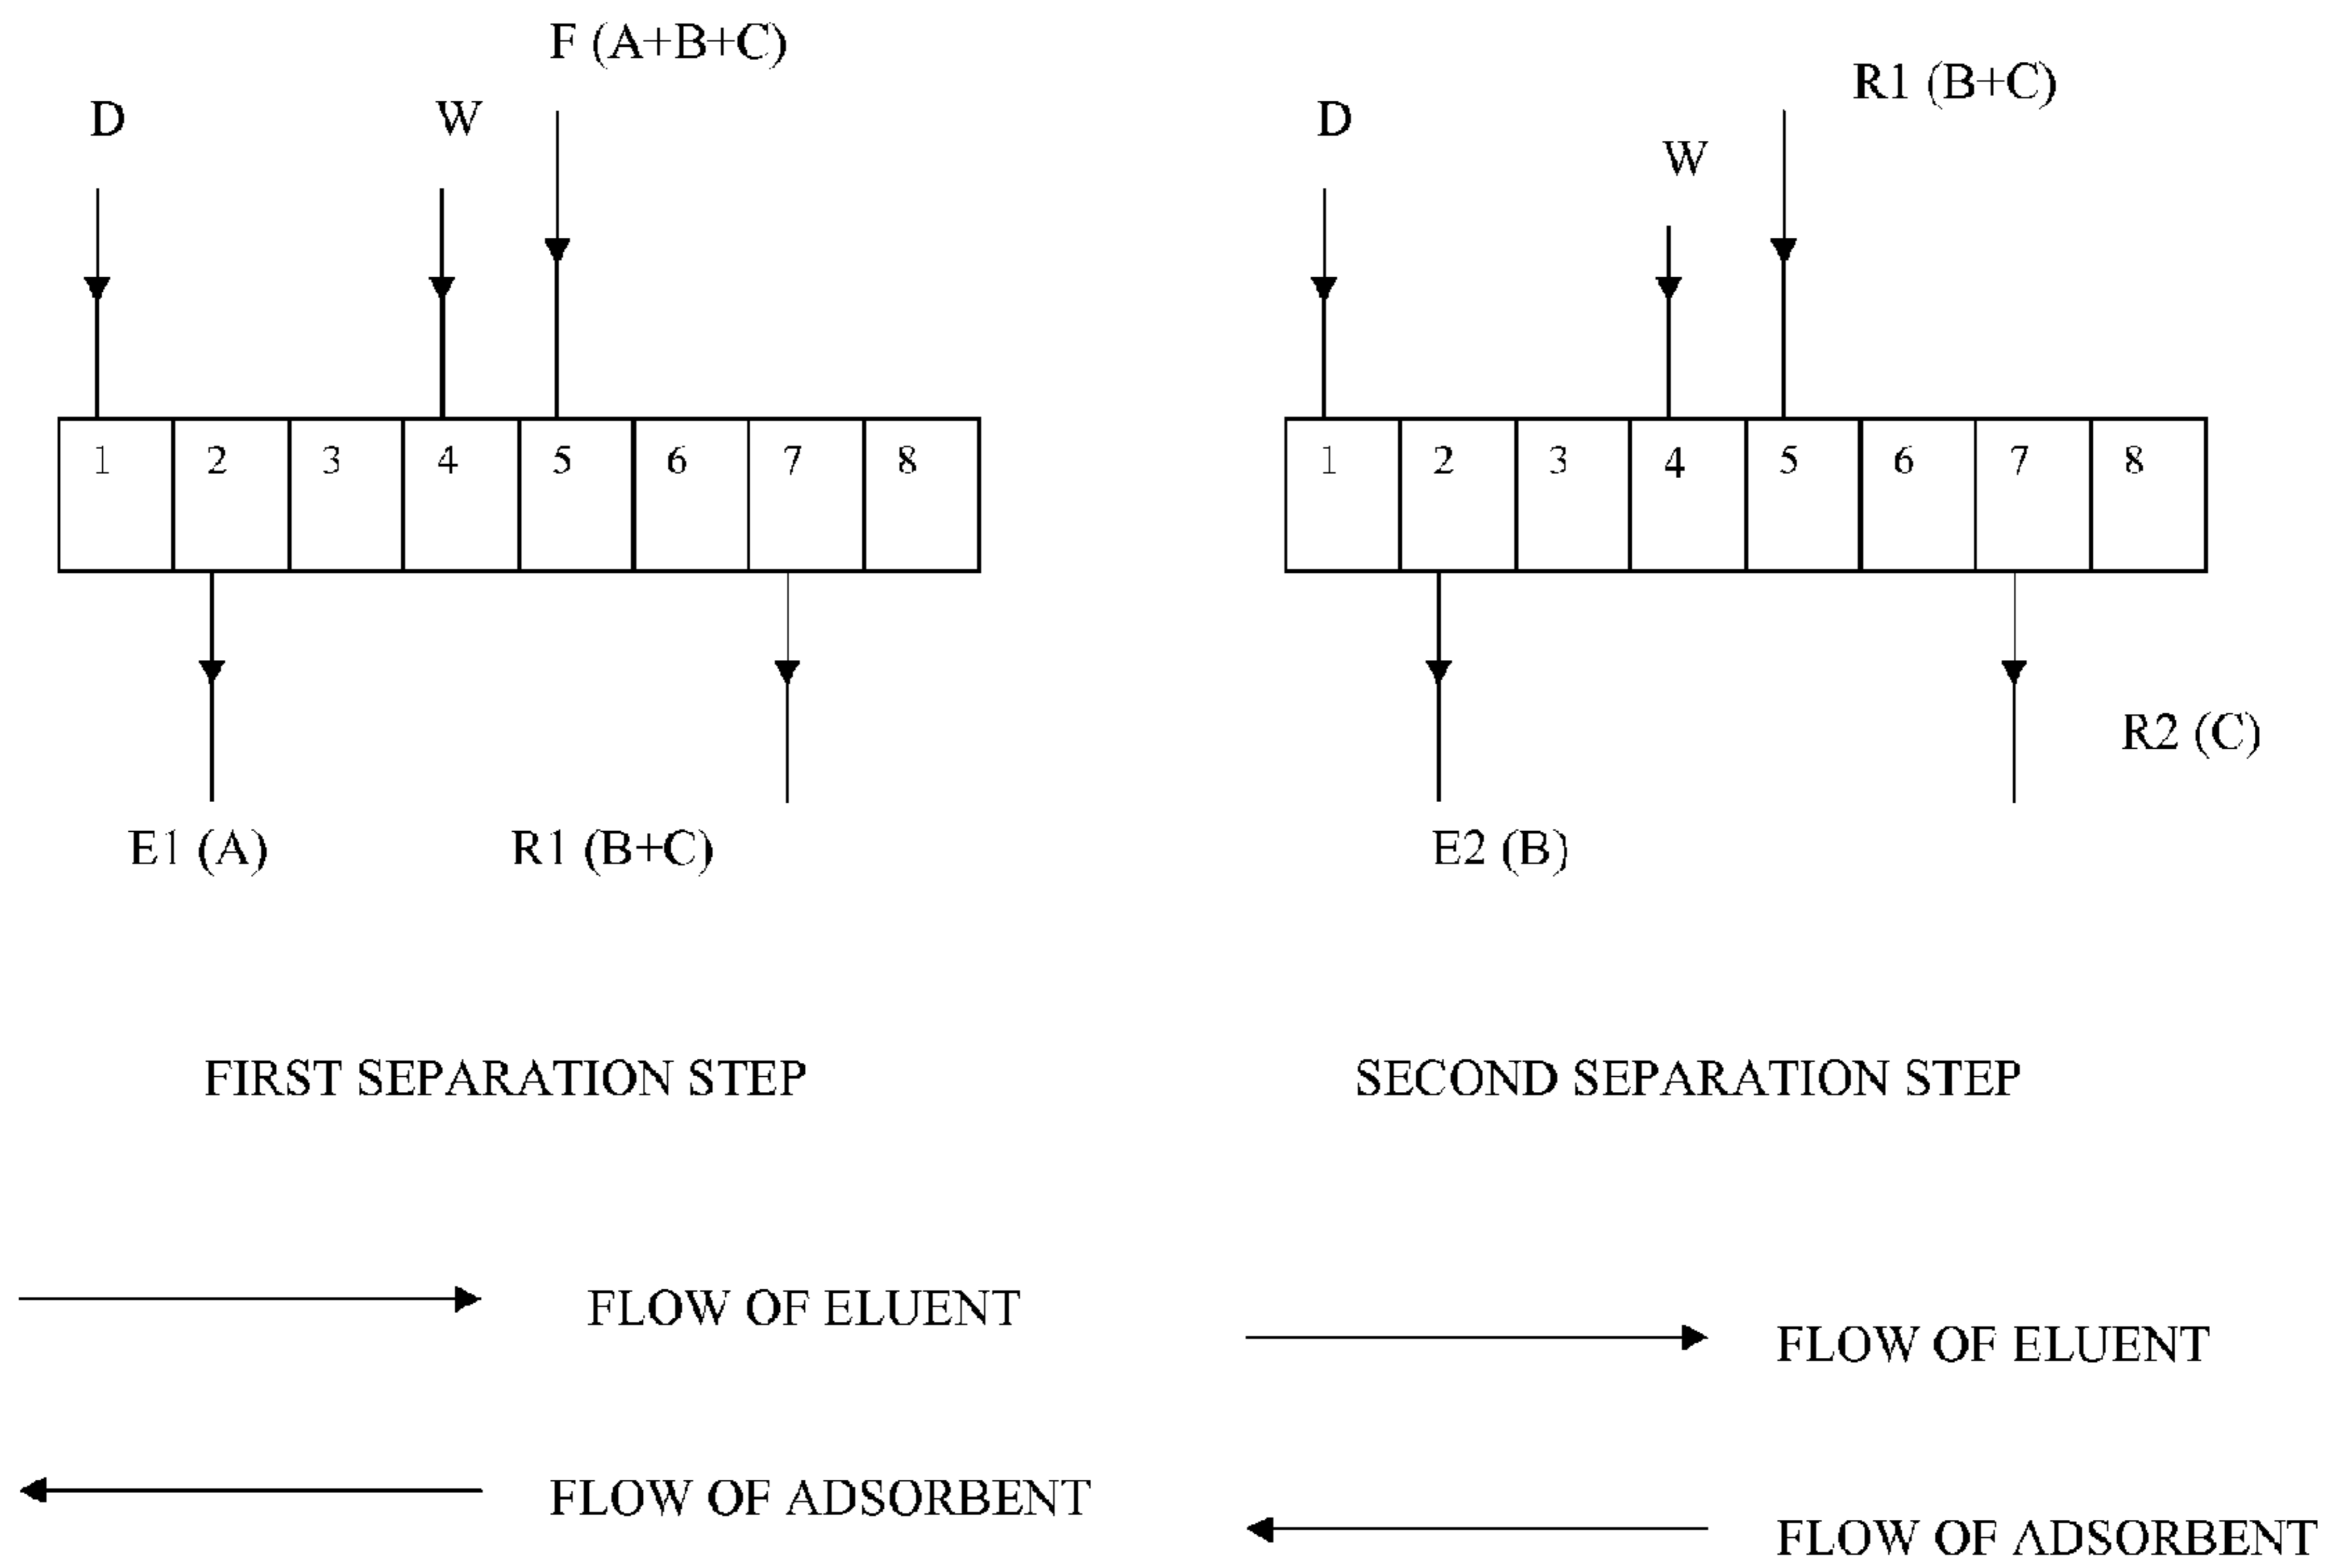 F (A+B+C)
D
W
1 2 3 4 5 6 7 8
E1 (A)
R1 (B+C)
FIRST SEPARATION STEP
FLOW OF ELUENT
FLOW OF ADSORBENT
R1 (B+C)
D
W
1 2 3 4 5 6 7 8
R2 (C)
E2 (B)
SECOND SEPARATION STEP
FLOW OF ELUENT
FLOW OF ADSORBENT